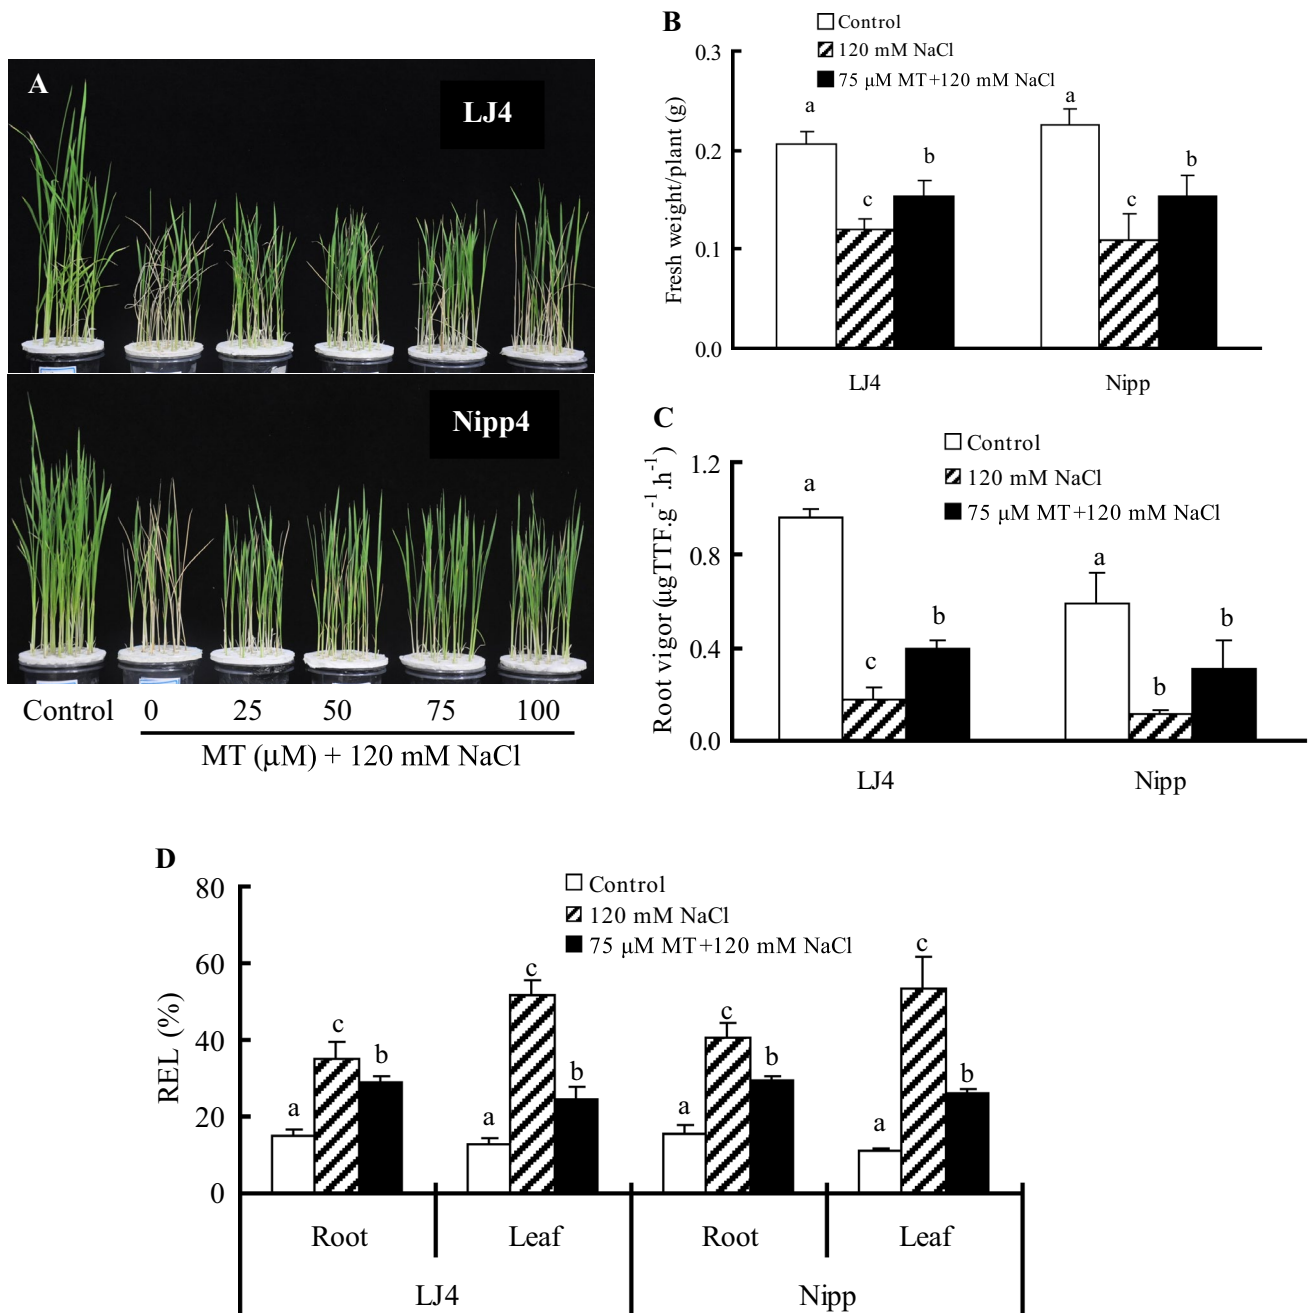 A
LJ4
Nipp4
Control 0 25 50 75 100
MT (μM) + 120 mM NaCl
B
Control
120 mM NaCl
75 μM MT+120 mM NaCl
Fresh weight/plant (g)
0.3
0.2
0.1
0.0
a
c
b
a
c
b
LJ4 Nipp
C
Control
120 mM NaCl
75 μM MT+120 mM NaCl
Root vigor (μgTTF.g⁻¹.h⁻¹)
1.2
0.8
0.4
0.0
a
c
b
a
b
b
LJ4 Nipp
D
Control
120 mM NaCl
75 μM MT+120 mM NaCl
REL (%)
80
60
40
20
0
a
c
b
a
c
b
a
c
b
a
c
b
Root Leaf Root Leaf
LJ4 Nipp